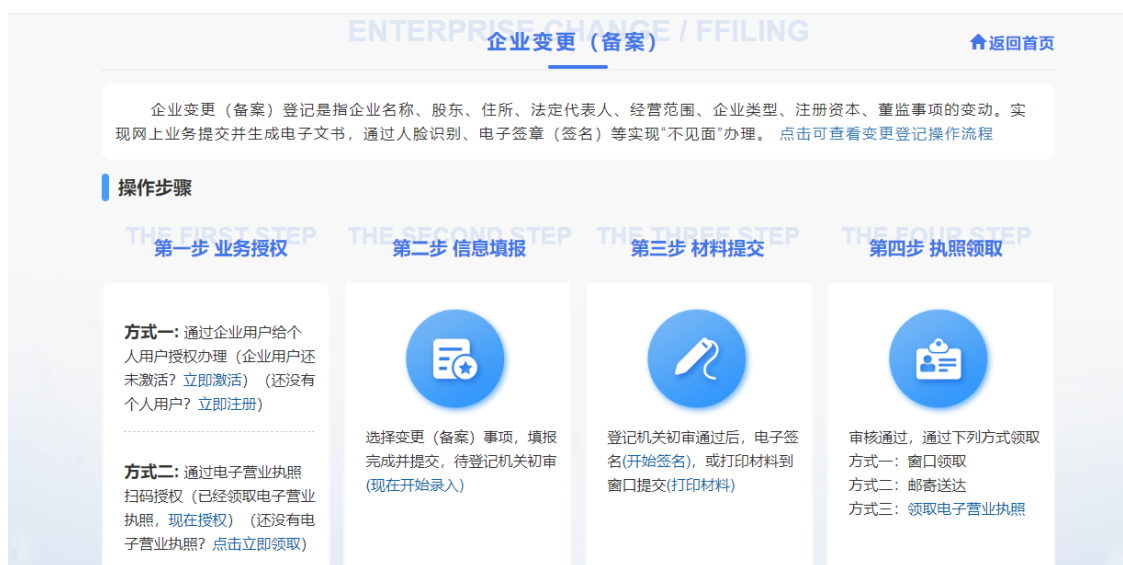 ENTERPRISE CHANGE / FFILING
企业变更（备案）
返回首页
企业变更（备案）登记是指企业名称、股东、住所、法定代表人、经营范围、企业类型、注册资本、董监事项的变动。实
现网上业务提交并生成电子文书，通过人脸识别、电子签章（签名）等实现“不见面”办理。 点击可查看变更登记操作流程
操作步骤
THE FIRST STEP
第一步 业务授权
方式一: 通过企业用户给个
人用户授权办理（企业用户还
未激活？立即激活）（还没有
个人用户？立即注册）
方式二: 通过电子营业执照
扫码授权（已经领取电子营业
执照，现在授权）（还没有电
子营业执照？点击立即领取）
THE SECOND STEP
第二步 信息填报
选择变更（备案）事项，填报
完成并提交，待登记机关初审
(现在开始录入)
THE THREE STEP
第三步 材料提交
登记机关初审通过后，电子签
名(开始签名)，或打印材料到
窗口提交(打印材料)
THE FOUR STEP
第四步 执照领取
审核通过，通过下列方式领取
方式一：窗口领取
方式二：邮寄送达
方式三：领取电子营业执照